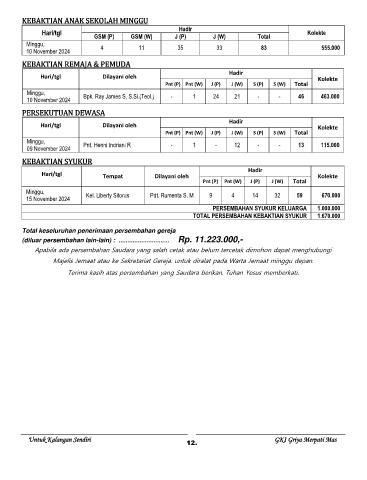 KEBAKTIAN ANAK SEKOLAH MINGGU
Hari/tgl Hadir Kolekte
GSM (P) GSM (W) J (P) J (W) Total
Minggu, 10 November 2024 4 11 35 33 83 555.000
KEBAKTIAN REMAJA & PEMUDA
Hari/tgl Dilayani oleh Hadir Kolekte
Pnt (P) Pnt (W) J (P) J (W) S (P) S (W) Total
Minggu, 10 November 2024 Bpk. Ray James S, S.Si.(Teol.) - 1 24 21 - - 46 463.000
PERSEKUTUAN DEWASA
Hari/tgl Dilayani oleh Hadir Kolekte
Pnt (P) Pnt (W) J (P) J (W) S (P) S (W) Total
Minggu, 09 November 2024 Pnt. Henni Indriani R - 1 - 12 - - 13 115.000
KEBAKTIAN SYUKUR
Hari/tgl Tempat Dilayani oleh Hadir Kolekte
Pnt (P) Pnt (W) J (P) J (W) Total
Minggu, 15 November 2024 Kel. Liberty Sitorus Pdt. Rumenta S. M 9 4 14 32 59 670.000
PERSEMBAHAN SYUKUR KELUARGA 1.000.000
TOTAL PERSEMBAHAN KEBAKTIAN SYUKUR 1.670.000
Total keseluruhan penerimaan persembahan gereja
(diluar persembahan lain-lain) : ............................ Rp. 11.223.000,-
Apabila ada persembahan Saudara yang salah cetak atau belum tercetak dimohon dapat menghubungi
Majelis Jemaat atau ke Sekretariat Gereja, untuk diralat pada Warta Jemaat minggu depan.
Terima kasih atas persembahan yang Saudara berikan, Tuhan Yesus memberkati.
Untuk Kalangan Sendiri 12. GKJ Griya Merpati Mas